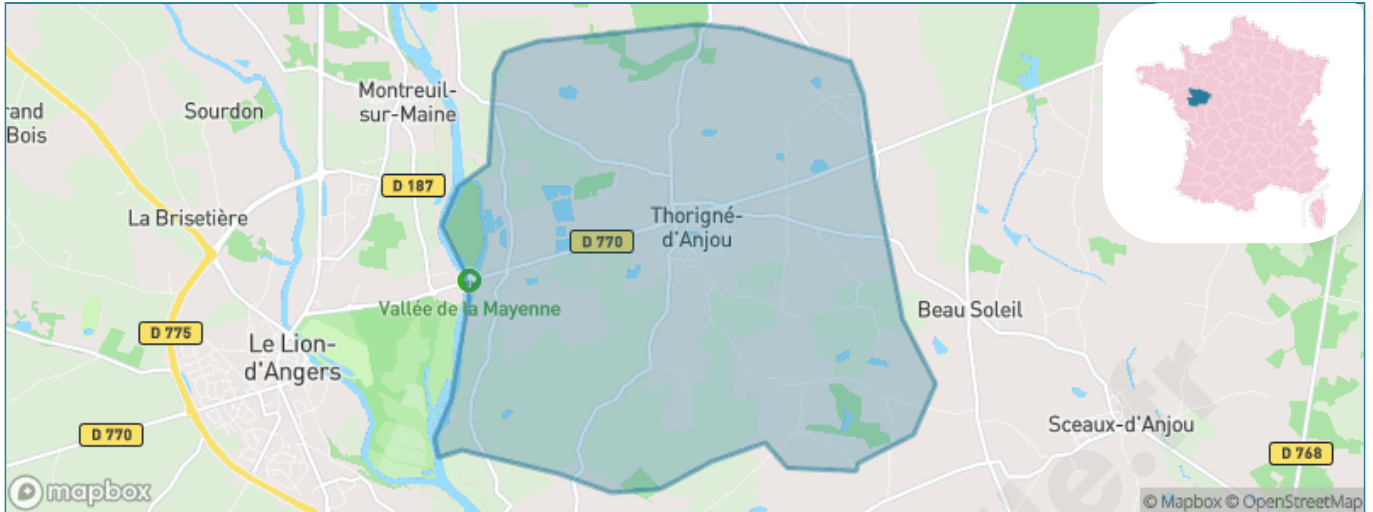 Montreuil-
sur-Maine
Sourdon
rand
Bois
D 187
La Brisetière
Thorigné-
d'Anjou
D 770
Vallée de la Mayenne
Beau Soleil
D 775
Le Lion-
d'Angers
D 770
Sceaux-d'Anjou
D 768
mapbox
© Mapbox © OpenStreetMap